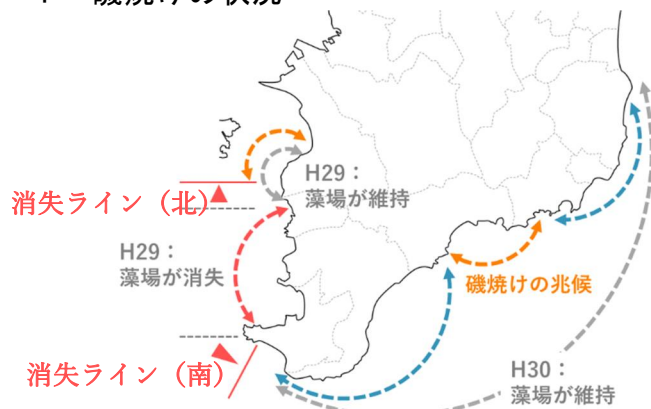 磯焼けの状況
H29：
藻場が維持
消失ライン（北）
H29：
藻場が消失
磯焼けの兆候
消失ライン（南）
H30：
藻場が維持